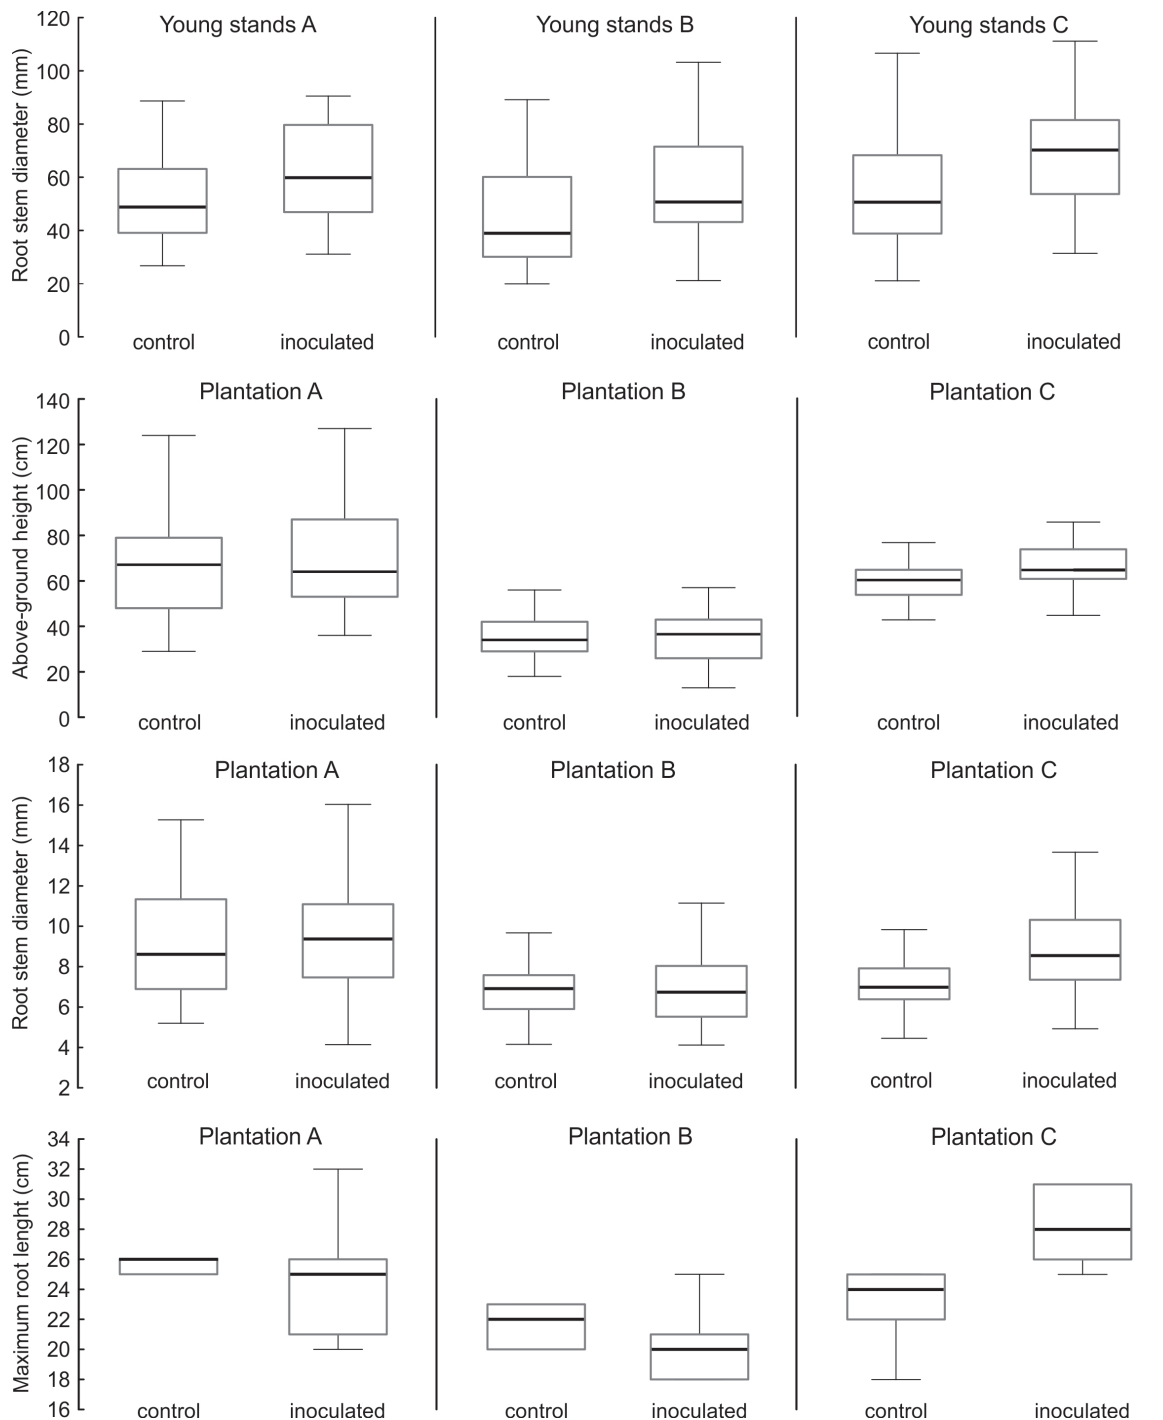 Young stands A Young stands B Young stands C
Root stem diameter (mm)
120
100
80
60
40
20
0
control inoculated control inoculated control inoculated
Plantation A Plantation B Plantation C
Above-ground height (cm)
140
120
100
80
60
40
20
0
control inoculated control inoculated control inoculated
Plantation A Plantation B Plantation C
Root stem diameter (mm)
18
16
14
12
10
8
6
4
2
control inoculated control inoculated control inoculated
Plantation A Plantation B Plantation C
Maximum root lenght (cm)
34
32
30
28
26
24
22
20
18
16
control inoculated control inoculated control inoculated